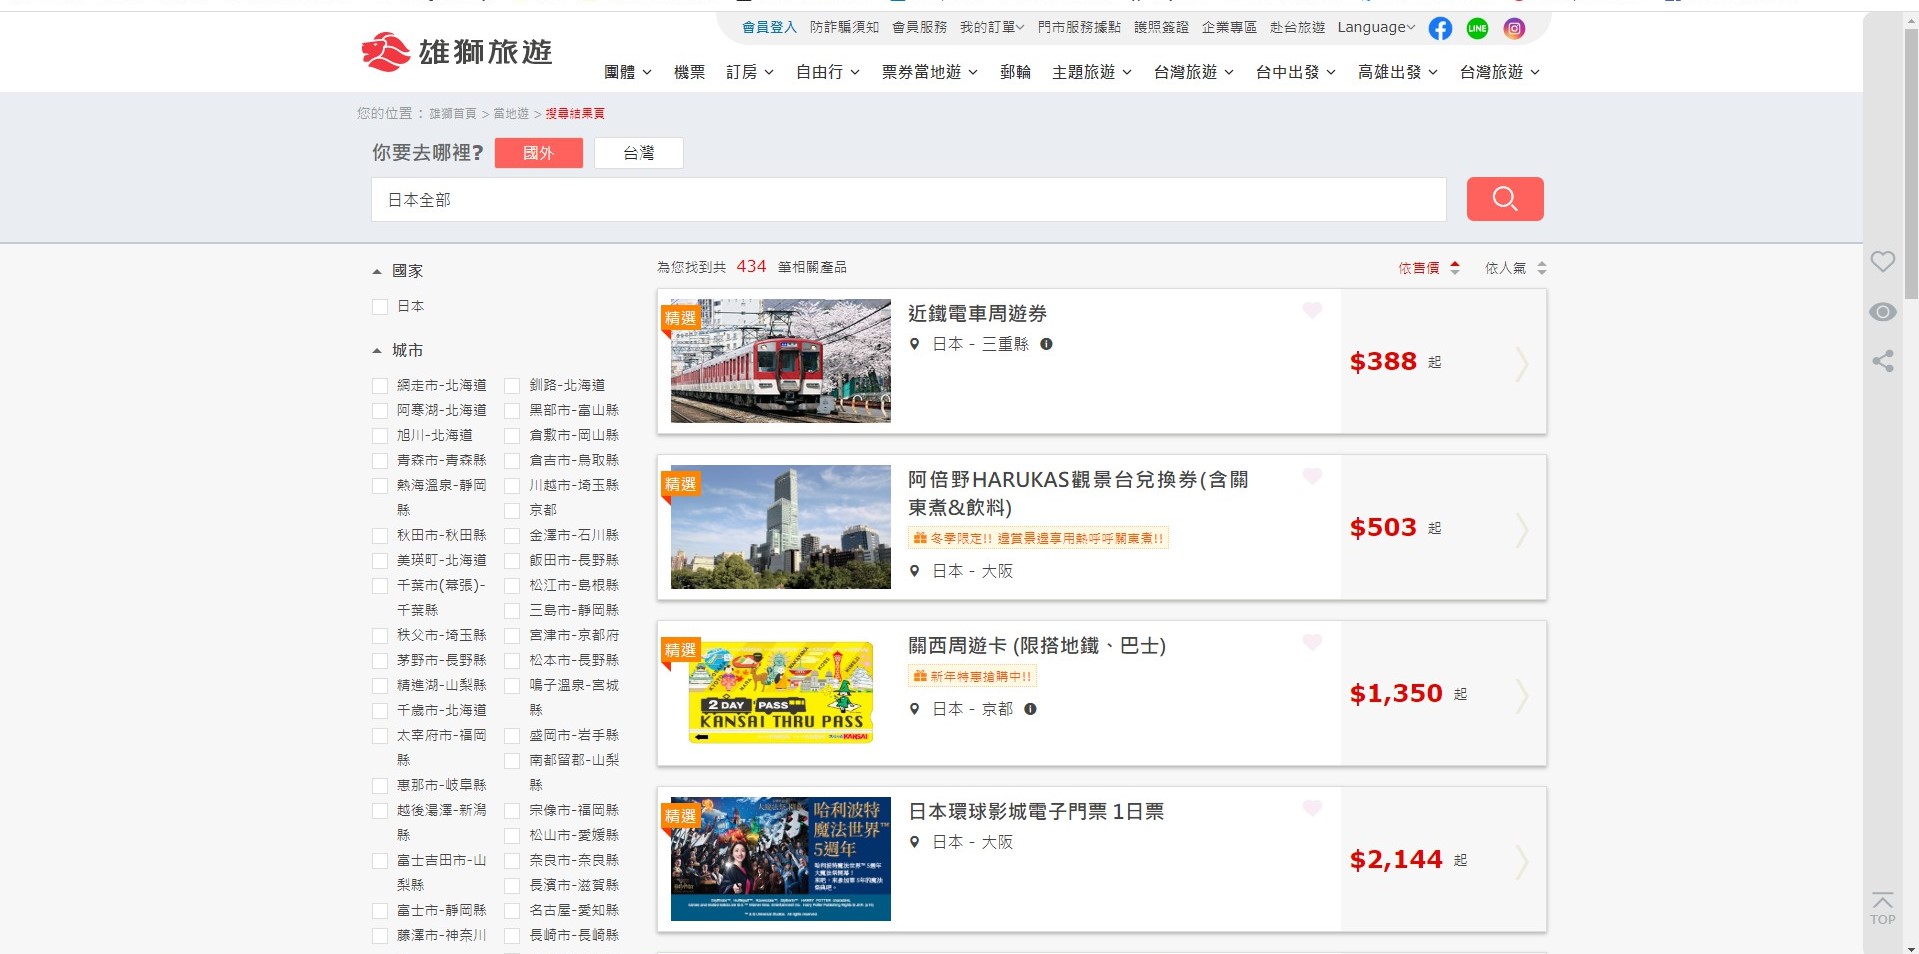 會員登入 防詐騙須知 會員服務 我的訂單 門市服務據點 護照簽證 企業專區 赴台旅遊 Language
LINE
雄獅旅遊
團體 機票 訂房 自由行 票券當地遊 郵輪 主題旅遊 台灣旅遊 台中出發 高雄出發 台灣旅遊
您的位置：雄獅首頁 > 當地遊 > 搜尋結果頁
你要去哪裡? 國外 台灣
日本全部
國家
日本
城市
網走市-北海道 釧路-北海道
阿寒湖-北海道 黑部市-富山縣
旭川-北海道 倉敷市-岡山縣
青森市-青森縣 倉吉市-鳥取縣
熱海溫泉-靜岡 川越市-埼玉縣
縣 京都
秋田市-秋田縣 金澤市-石川縣
美瑛町-北海道 飯田市-長野縣
千葉市(幕張)- 松江市-島根縣
千葉縣 三島市-靜岡縣
秩父市-埼玉縣 宮津市-京都府
茅野市-長野縣 松本市-長野縣
精進湖-山梨縣 鳴子溫泉-宮城
千歲市-北海道 縣
太宰府市-福岡 盛岡市-岩手縣
縣 南都留郡-山梨
惠那市-岐阜縣 縣
越後湯澤-新潟 宗像市-福岡縣
縣 松山市-愛媛縣
富士吉田市-山 奈良市-奈良縣
梨縣 長濱市-滋賀縣
富士市-靜岡縣 名古屋-愛知縣
藤澤市-神奈川 長崎市-長崎縣
為您找到共 434 筆相關產品
依售價 依人氣
精選
近鐵電車周遊券
日本 - 三重縣
$388 起
精選
阿倍野HARUKAS觀景台兌換券(含關
東煮&飲料)
冬季限定!! 邊賞景邊享用熱呼呼關東煮!!
日本 - 大阪
$503 起
精選
2 DAY PASS
KANSAI THRU PASS
KANSAI
關西周遊卡 (限搭地鐵、巴士)
新年特惠搶購中!!
日本 - 京都
$1,350 起
精選
哈利波特
魔法世界™
5週年
日本環球影城電子門票 1日票
日本 - 大阪
$2,144 起
TOP